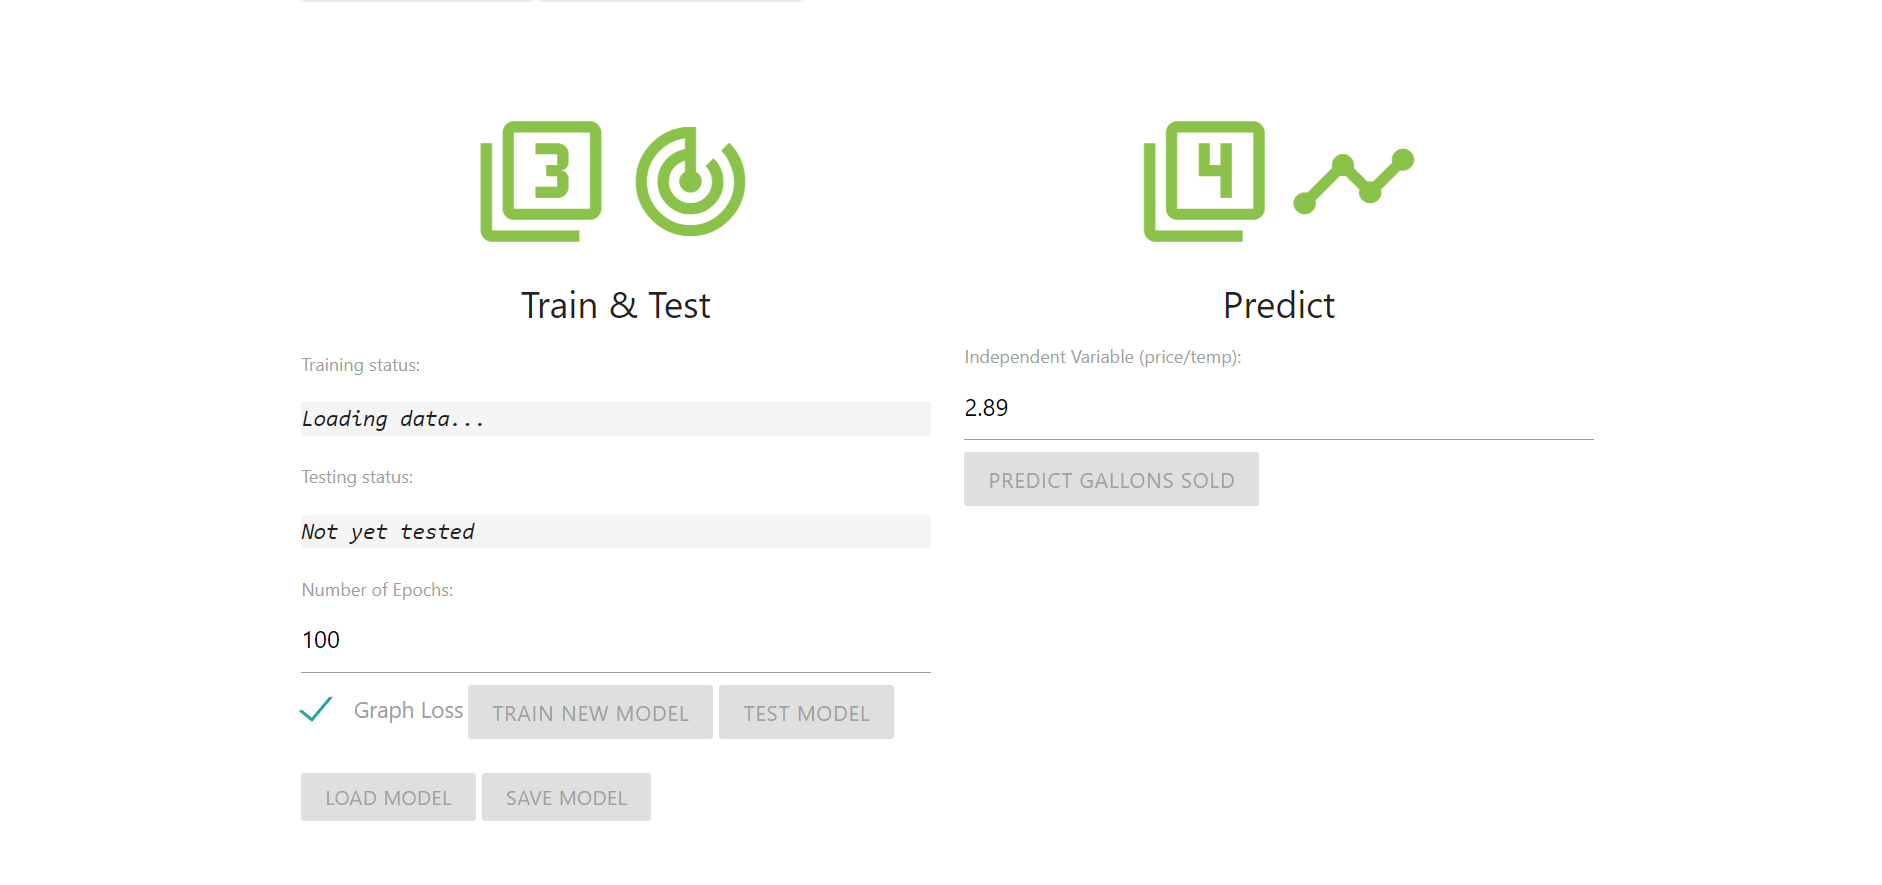 3
Train & Test
Training status:
Loading data...
Testing status:
Not yet tested
Number of Epochs:
100
Graph Loss TRAIN NEW MODEL TEST MODEL
LOAD MODEL SAVE MODEL
4
Predict
Independent Variable (price/temp):
2.89
PREDICT GALLONS SOLD